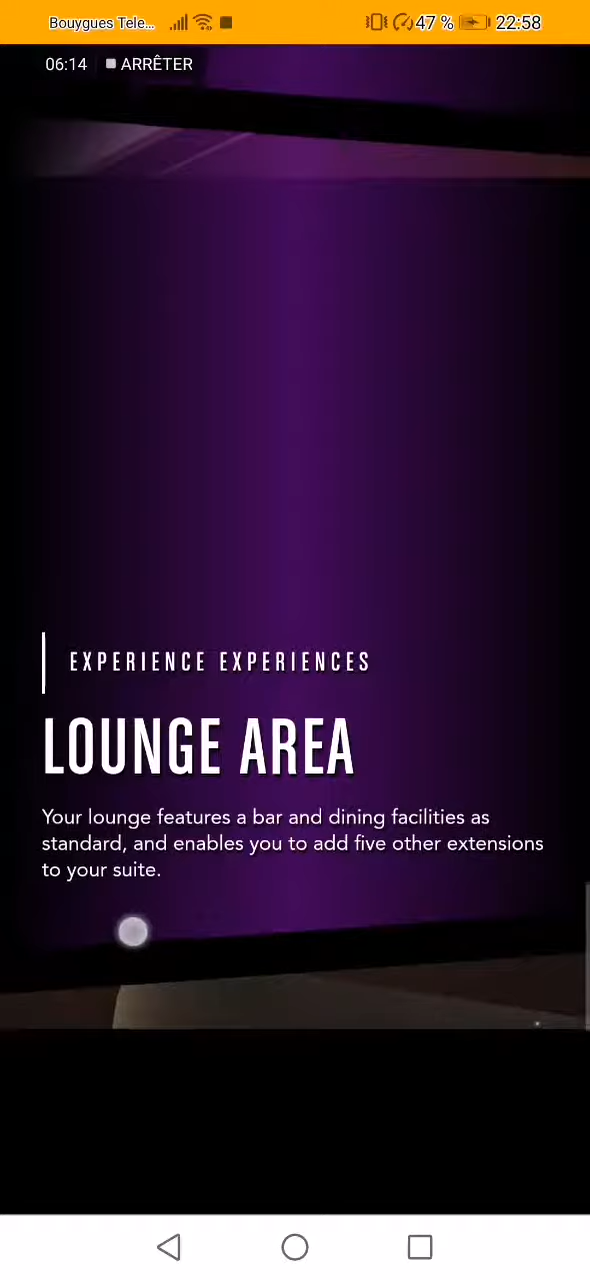 Bouygues Tele... 47 % 22:58
06:14 ARRÊTER
EXPERIENCE EXPERIENCES
LOUNGE AREA
Your lounge features a bar and dining facilities as
standard, and enables you to add five other extensions
to your suite.